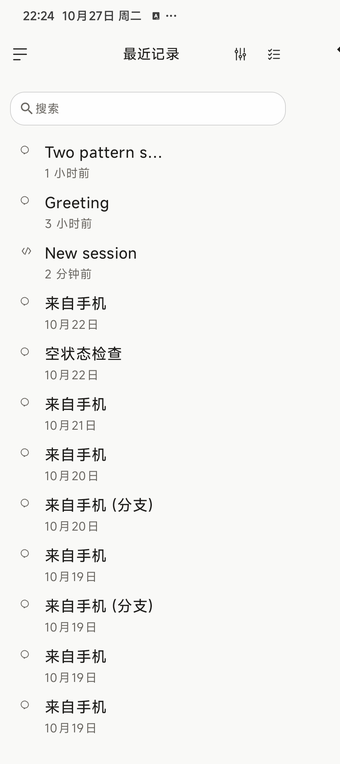 22:24 10月27日 周二 A ···
最近记录
搜索
Two pattern s...
1 小时前
Greeting
3 小时前
New session
2 分钟前
来自手机
10月22日
空状态检查
10月22日
来自手机
10月21日
来自手机
10月20日
来自手机 (分支)
10月20日
来自手机
10月19日
来自手机 (分支)
10月19日
来自手机
10月19日
来自手机
10月19日